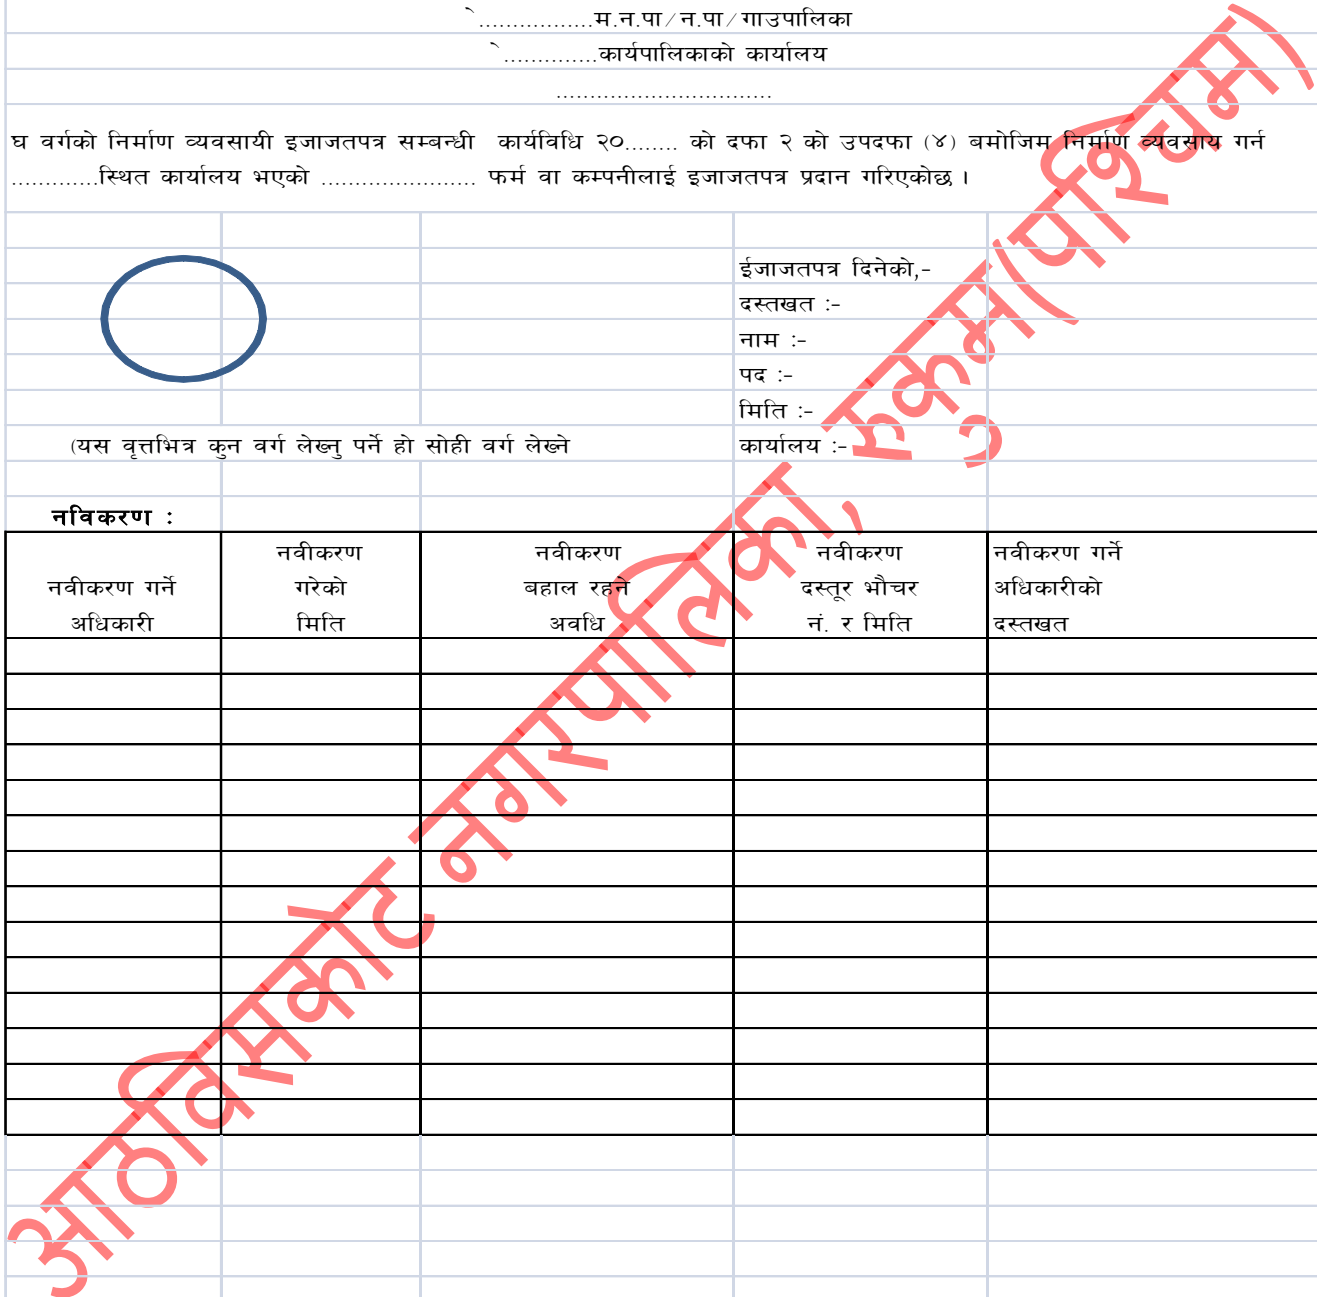 े.................म.न.पा/न.पा/गाउपालिका
े..............कार्यपालिकाको कार्यालय
................................
घ वर्गको निर्माण व्यवसायी इजाजतपत्र सम्बन्धी कार्यविधि २०........ को दफा २ को उपदफा (४) बमोजिम निर्माण व्यवसाय गर्न
.............स्थित कार्यालय भएको ....................... फर्म वा कम्पनीलाई इजाजतपत्र प्रदान गरिएकोछ ।
ईजाजतपत्र दिनेको,-
दस्तखत :-
नाम :-
पद :-
मिति :-
(यस वृत्तभित्र कुन वर्ग लेख्नु पर्ने हो सोही वर्ग लेख्ने
कार्यालय :-
नविकरण :
नवीकरण गर्ने
अधिकारी
नवीकरण
गरेको
मिति
नवीकरण
बहाल रहने
अवधि
नवीकरण
दस्तूर भौचर
नं. र मिति
नवीकरण गर्ने
अधिकारीको
दस्तखत
आठविसकोट नगरपालिका, रुकुम(पश्चिम)